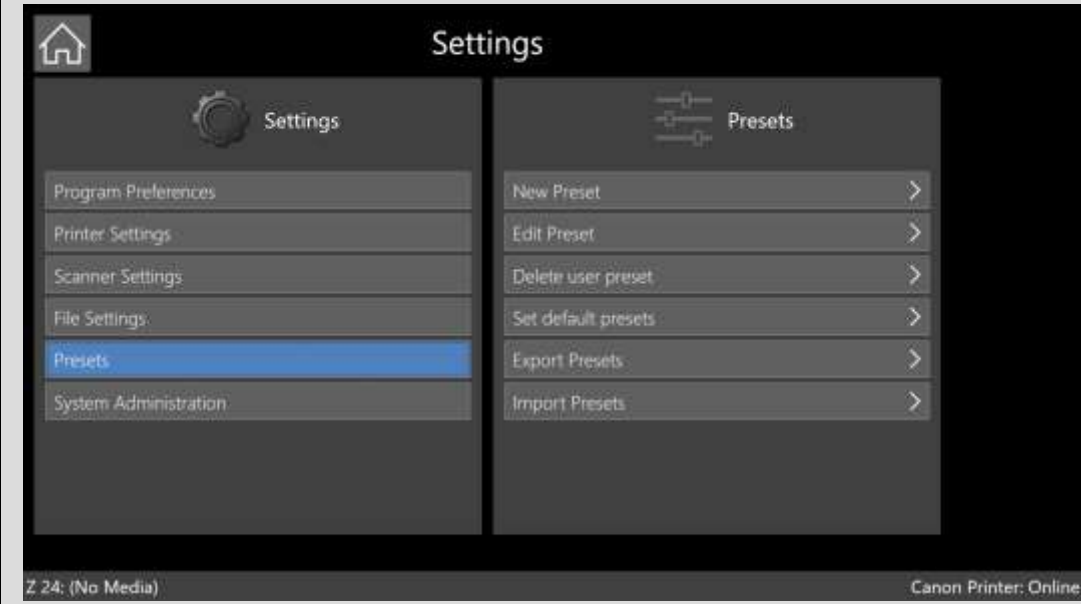 Settings
Settings
Program Preferences
Printer Settings
Scanner Settings
File Settings
Presets
System Administration
Presets
New Preset
Edit Preset
Delete user preset
Set default presets
Export Presets
Import Presets
Z 24: (No Media)
Canon Printer: Online